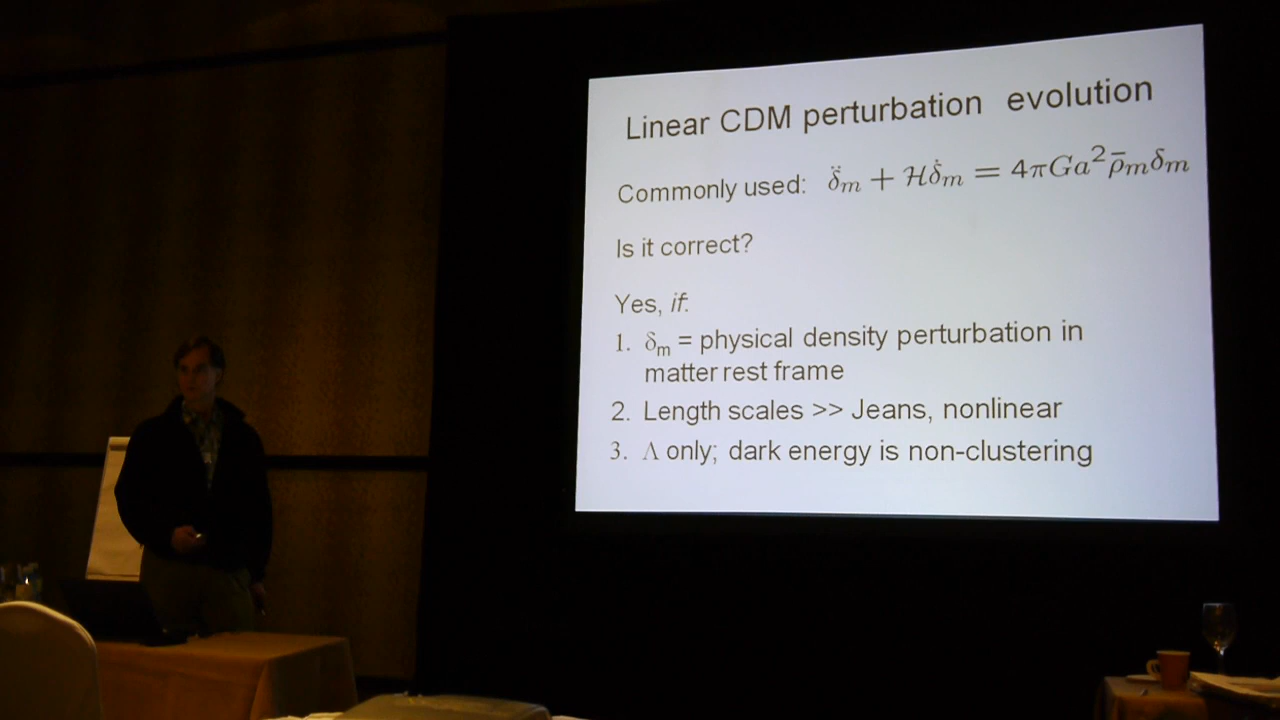 Linear CDM perturbation evolution
Commonly used: δ̈ₘ + ℋδ̇ₘ = 4πGa²ρ̄ₘδₘ
Is it correct?
Yes, if:
1. δₘ = physical density perturbation in
matter rest frame
2. Length scales >> Jeans, nonlinear
3. Λ only; dark energy is non-clustering